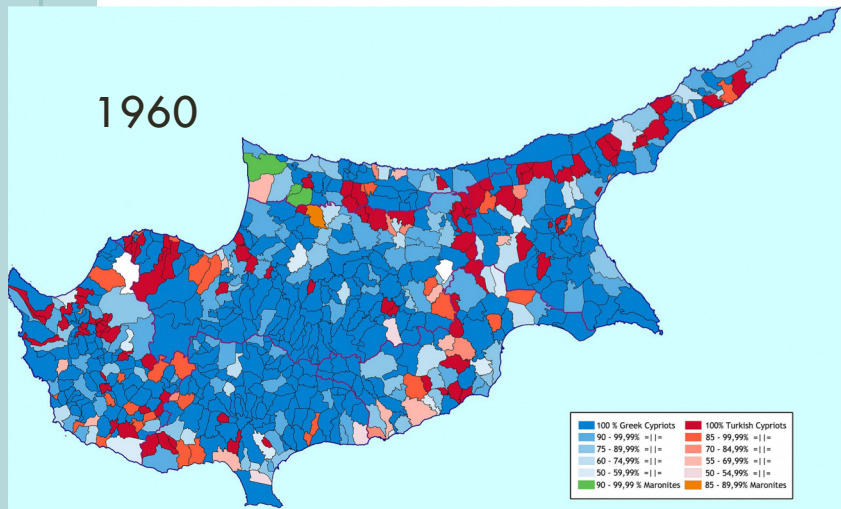 1960
100 % Greek Cypriots 100% Turkish Cypriots
90 - 99,99% =||= 85 - 99,99% =||=
75 - 89,99% =||= 70 - 84,99% =||=
60 - 74,99% =||= 55 - 69,99% =||=
50 - 59,99% =||= 50 - 54,99% =||=
90 - 99,99 % Maronites 85 - 89,99% Maronites